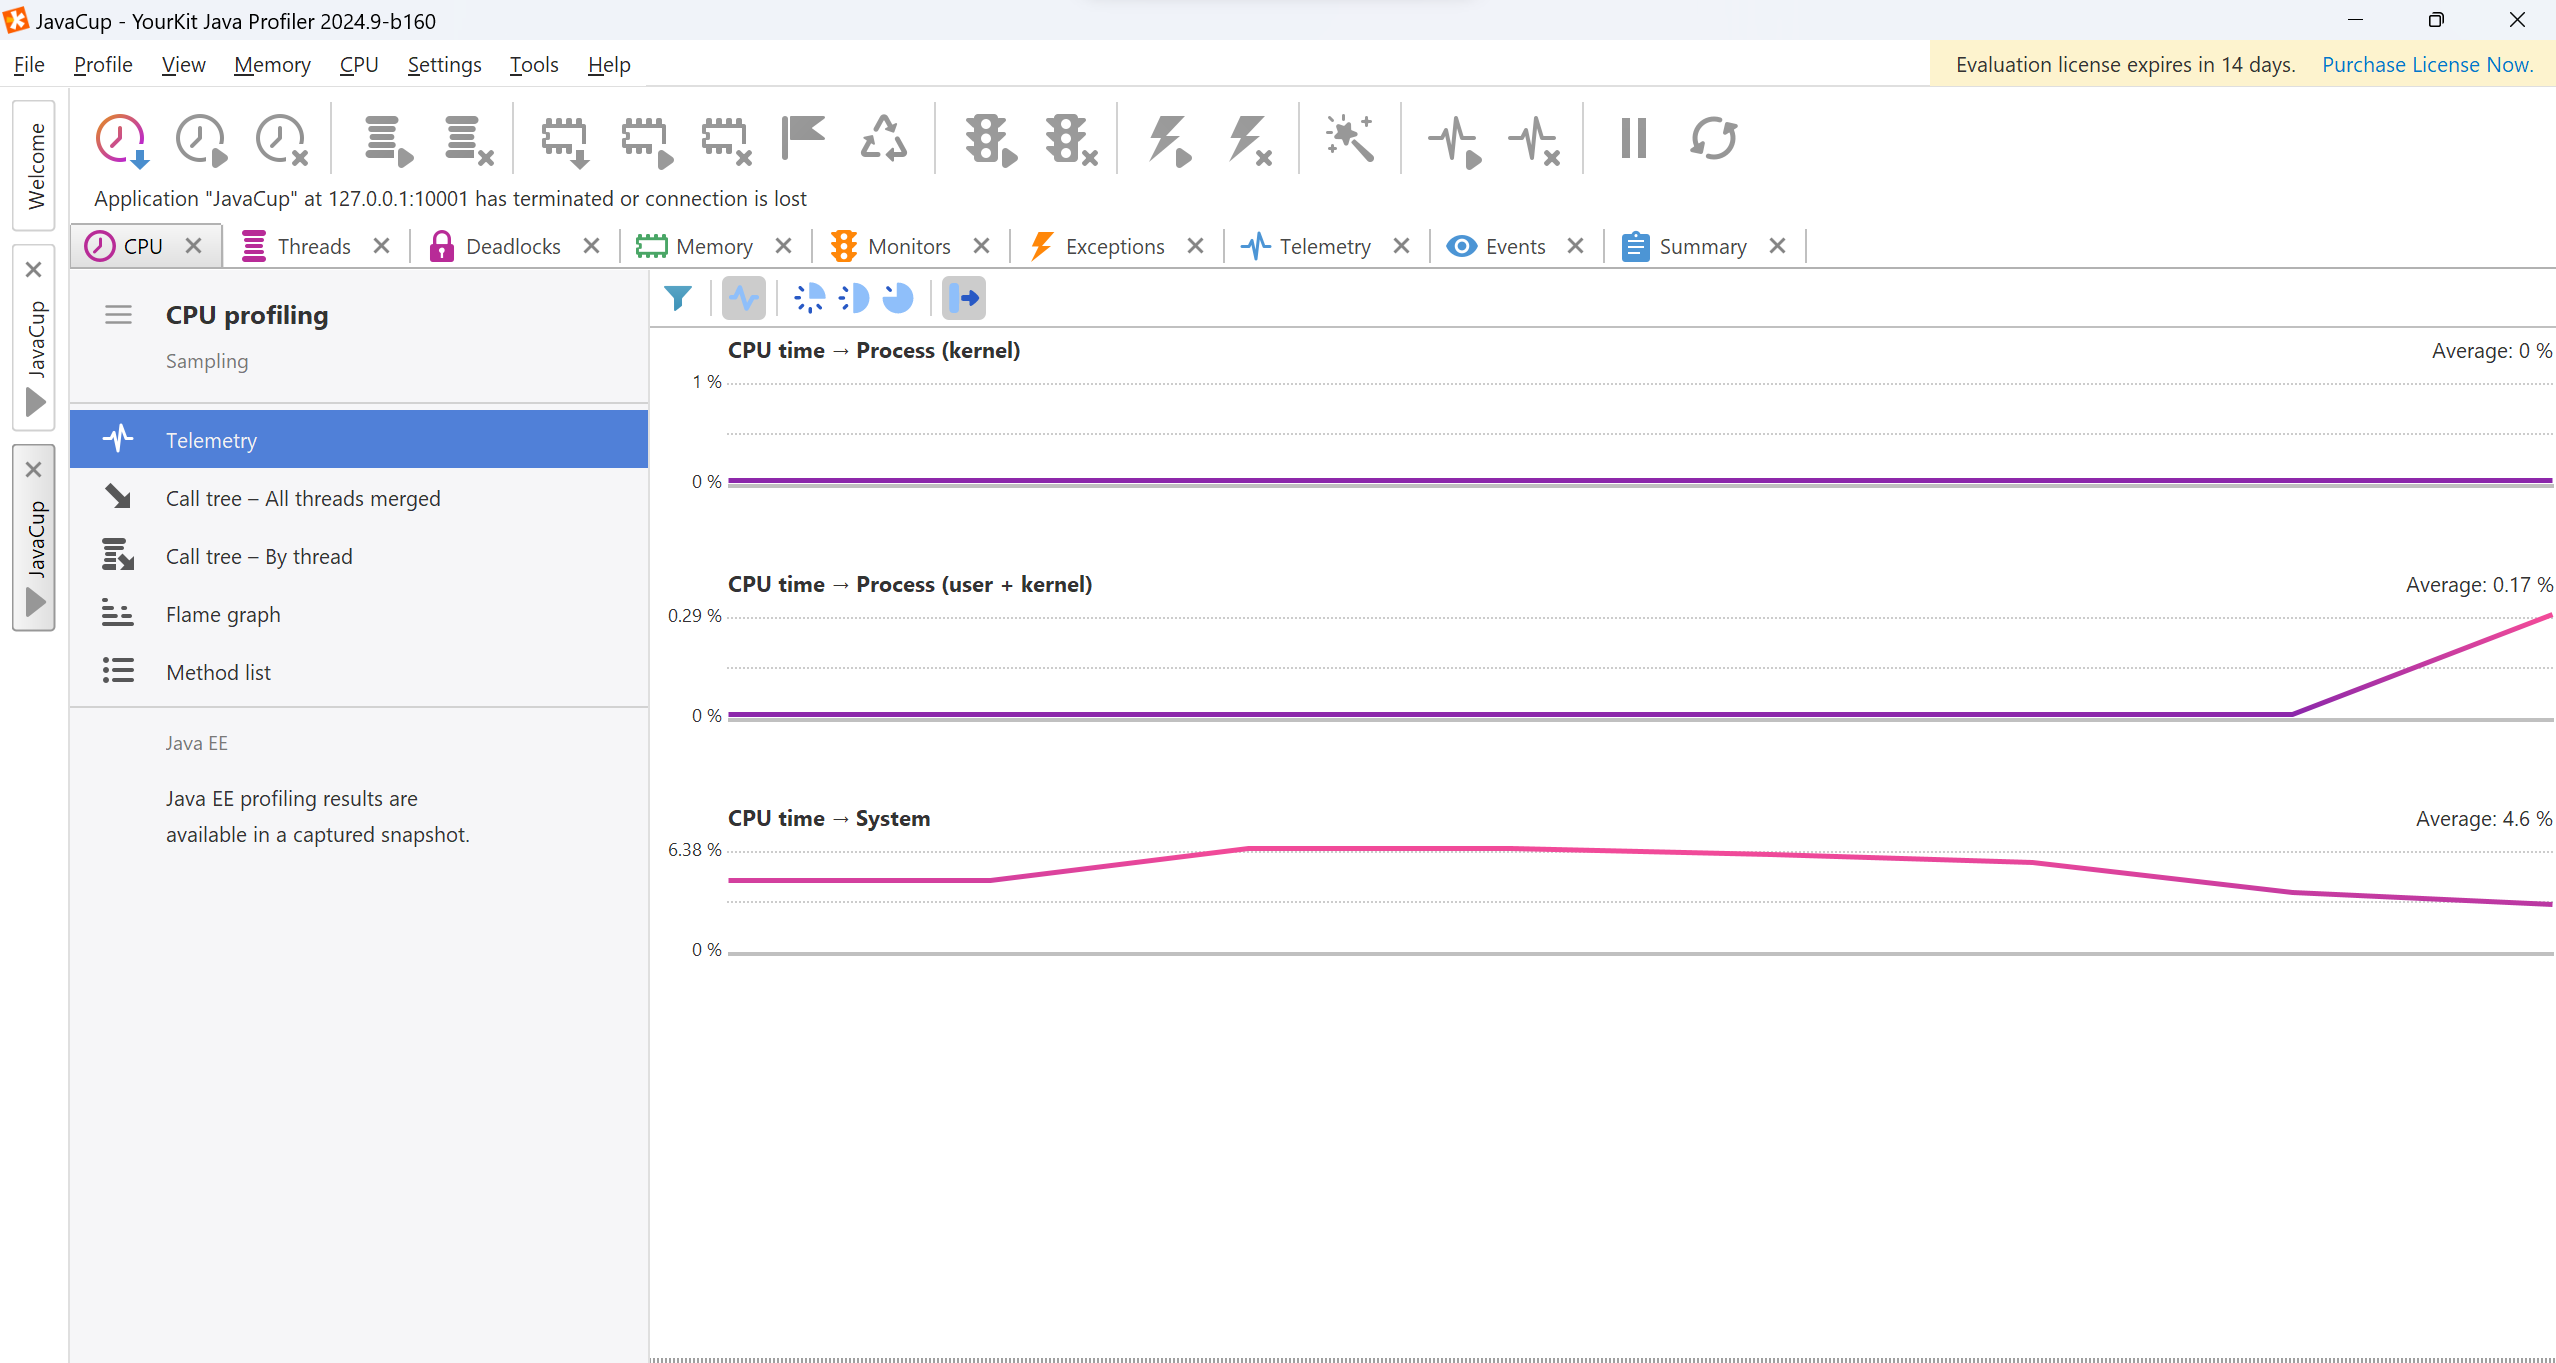 JavaCup - YourKit Java Profiler 2024.9-b160
File Profile View Memory CPU Settings Tools Help
Evaluation license expires in 14 days. Purchase License Now.
Welcome
JavaCup
JavaCup
Application "JavaCup" at 127.0.0.1:10001 has terminated or connection is lost
CPU Threads Deadlocks Memory Monitors Exceptions Telemetry Events Summary
CPU profiling
Sampling
Telemetry
Call tree – All threads merged
Call tree – By thread
Flame graph
Method list
Java EE
Java EE profiling results are
available in a captured snapshot.
CPU time → Process (kernel) Average: 0 %
1 %
0 %
CPU time → Process (user + kernel) Average: 0.17 %
0.29 %
0 %
CPU time → System Average: 4.6 %
6.38 %
0 %